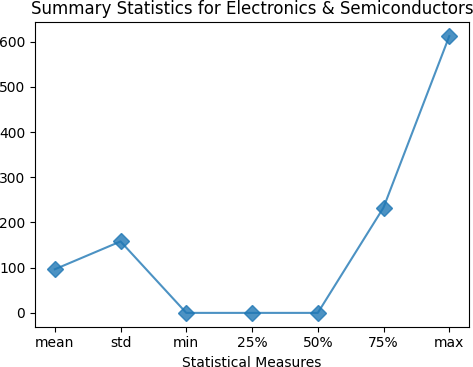 Summary Statistics for Electronics & Semiconductors
600
500
400
300
200
100
0
mean std min 25% 50% 75% max
Statistical Measures